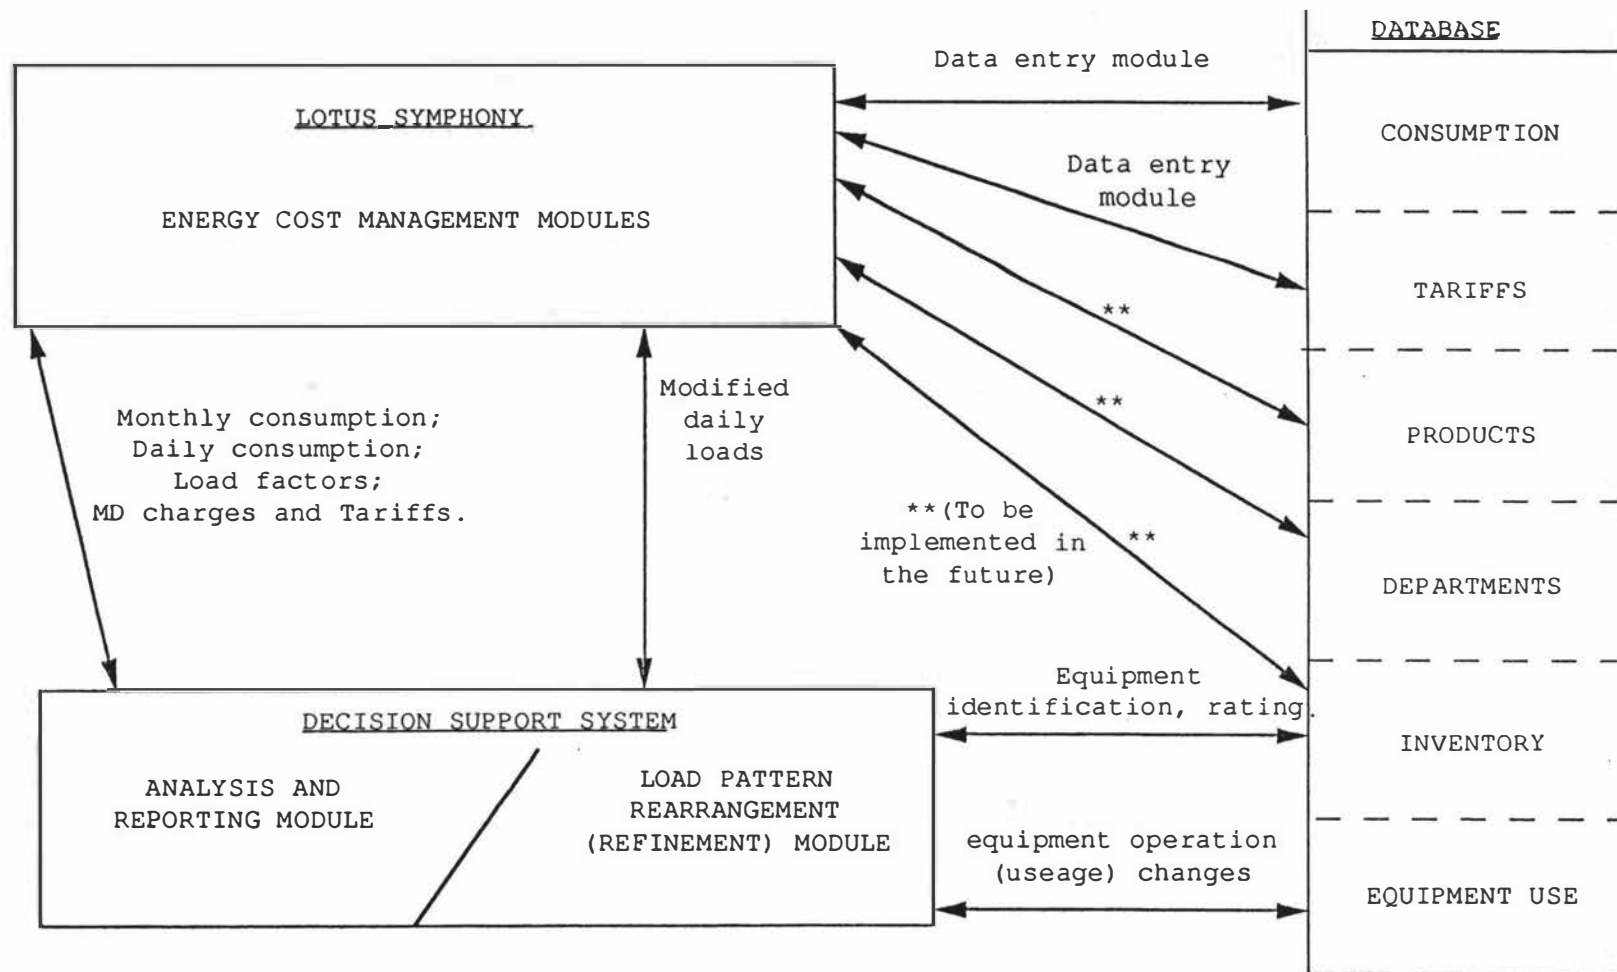 DATABASE
Data entry module
LOTUS SYMPHONY
CONSUMPTION
Data entry
module
ENERGY COST MANAGEMENT MODULES
TARIFFS
**
Modified
daily
loads
**
Monthly consumption;
Daily consumption;
Load factors;
MD charges and Tariffs.
PRODUCTS
**(To be
implemented in
the future)
**
DEPARTMENTS
Equipment
identification, rating.
DECISION SUPPORT SYSTEM
INVENTORY
ANALYSIS AND
REPORTING MODULE
LOAD PATTERN
REARRANGEMENT
(REFINEMENT) MODULE
equipment operation
(useage) changes
EQUIPMENT USE